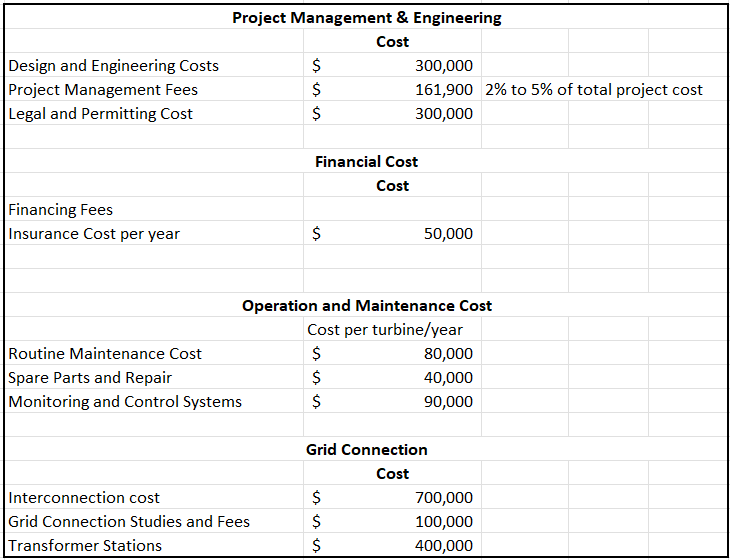 Project Management & Engineering
Cost
Design and Engineering Costs $ 300,000
Project Management Fees $ 161,900 2% to 5% of total project cost
Legal and Permitting Cost $ 300,000
Financial Cost
Cost
Financing Fees
Insurance Cost per year $ 50,000
Operation and Maintenance Cost
Cost per turbine/year
Routine Maintenance Cost $ 80,000
Spare Parts and Repair $ 40,000
Monitoring and Control Systems $ 90,000
Grid Connection
Cost
Interconnection cost $ 700,000
Grid Connection Studies and Fees $ 100,000
Transformer Stations $ 400,000